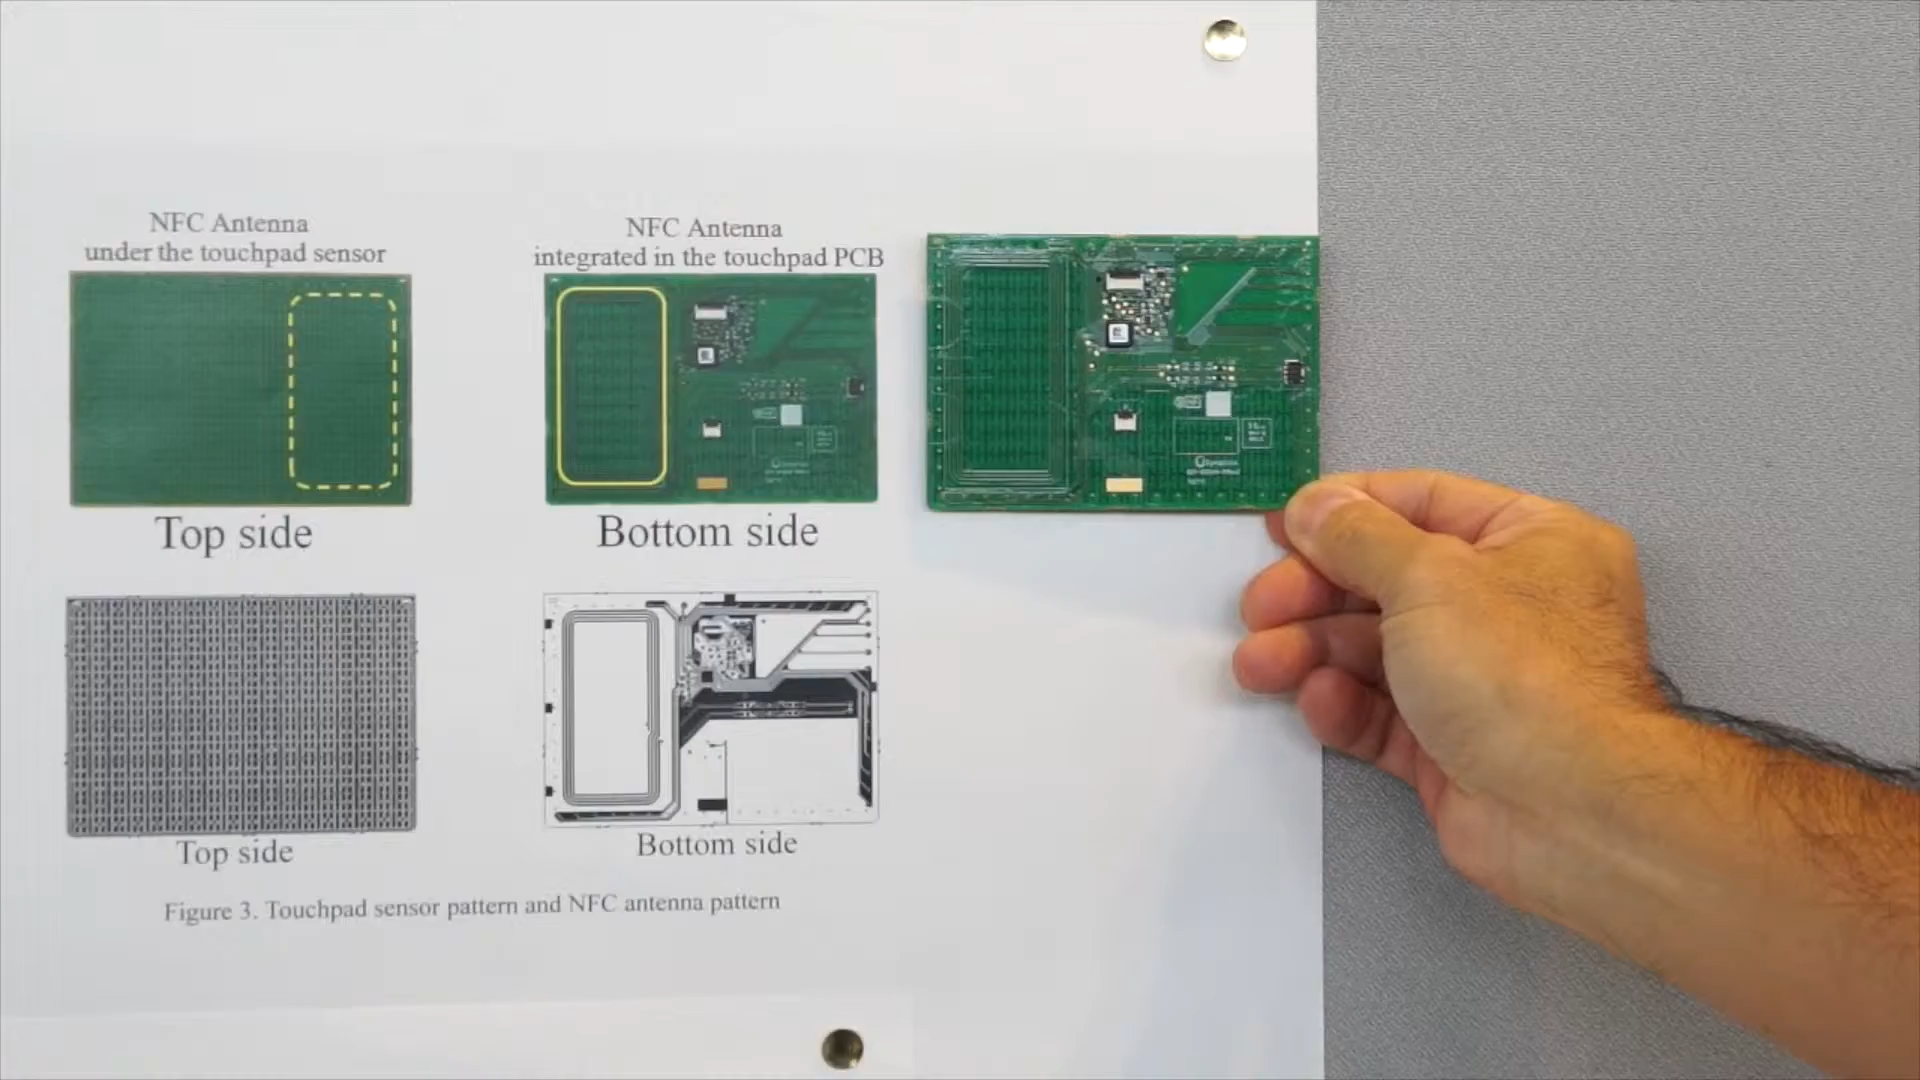 NFC Antenna
under the touchpad sensor
NFC Antenna
integrated in the touchpad PCB
Top side
Bottom side
Top side
Bottom side
Figure 3. Touchpad sensor pattern and NFC antenna pattern